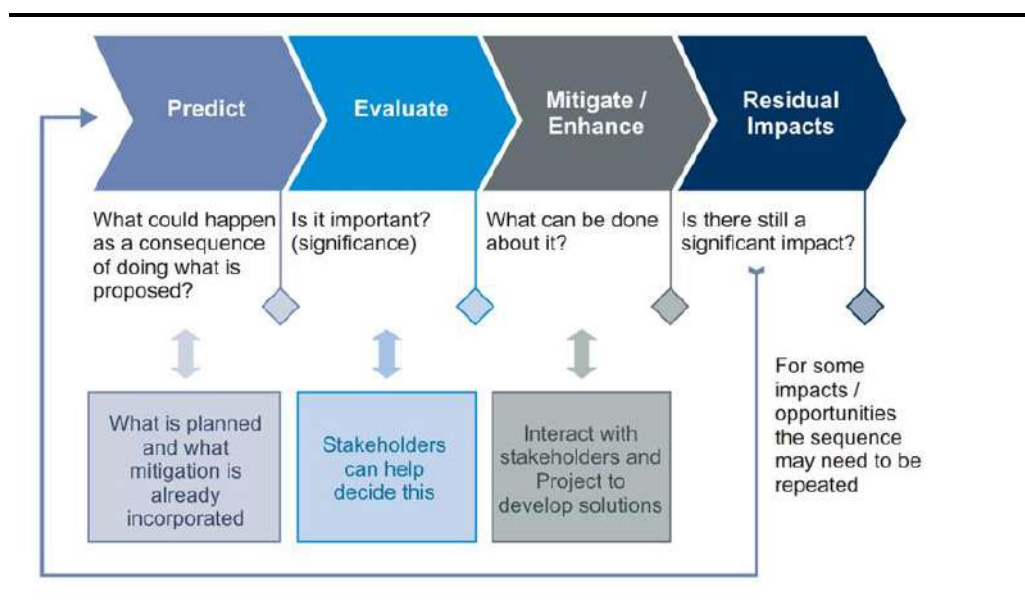 Predict
Evaluate
Mitigate /
Enhance
Residual
Impacts
What could happen
as a consequence
of doing what is
proposed?
Is it important?
(significance)
What can be done
about it?
Is there still a
significant impact?
What is planned
and what
mitigation is
already
incorporated
Stakeholders
can help
decide this
Interact with
stakeholders and
Project to
develop solutions
For some
impacts /
opportunities
the sequence
may need to be
repeated